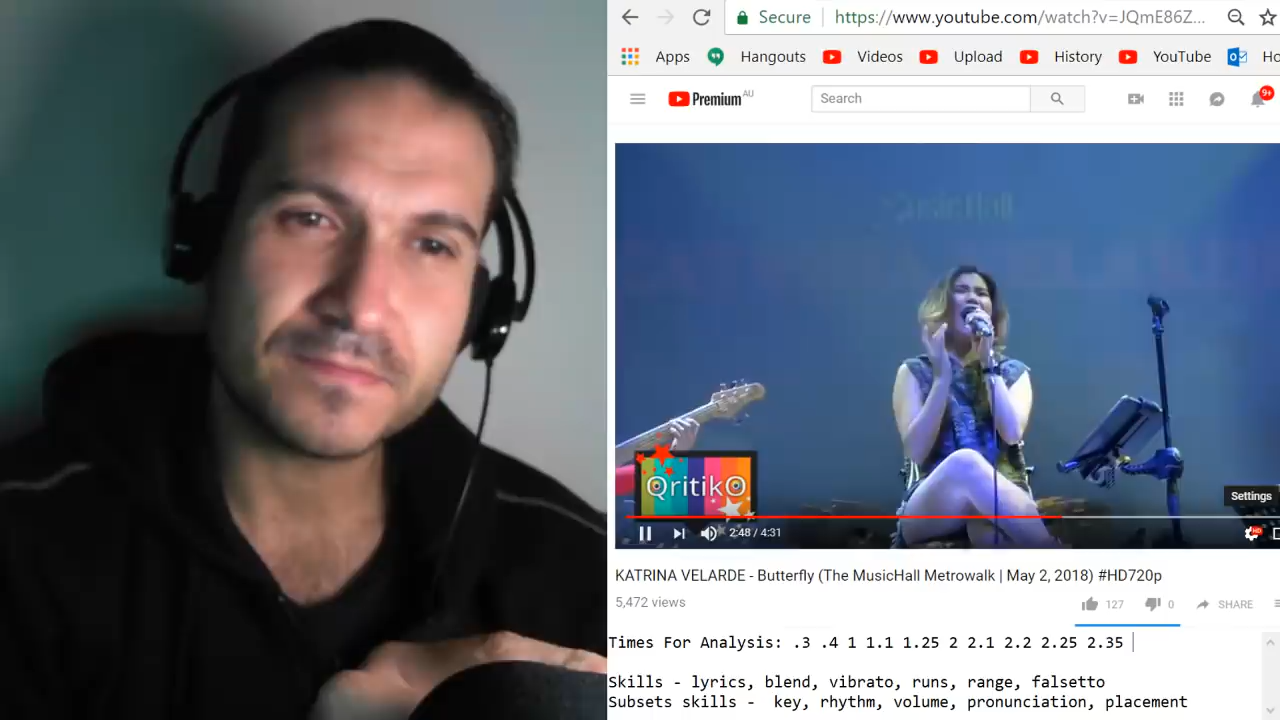 Secure https://www.youtube.com/watch?v=JQmE86Z...
Apps Hangouts Videos Upload History YouTube Ho
Premium AU Search 9+
MusicHall
QritikO
Settings
2:48 / 4:31 HD
KATRINA VELARDE - Butterfly (The MusicHall Metrowalk | May 2, 2018) #HD720p
5,472 views
127 0 SHARE
Times For Analysis: .3 .4 1 1.1 1.25 2 2.1 2.2 2.25 2.35
Skills - lyrics, blend, vibrato, runs, range, falsetto
Subsets skills - key, rhythm, volume, pronunciation, placement